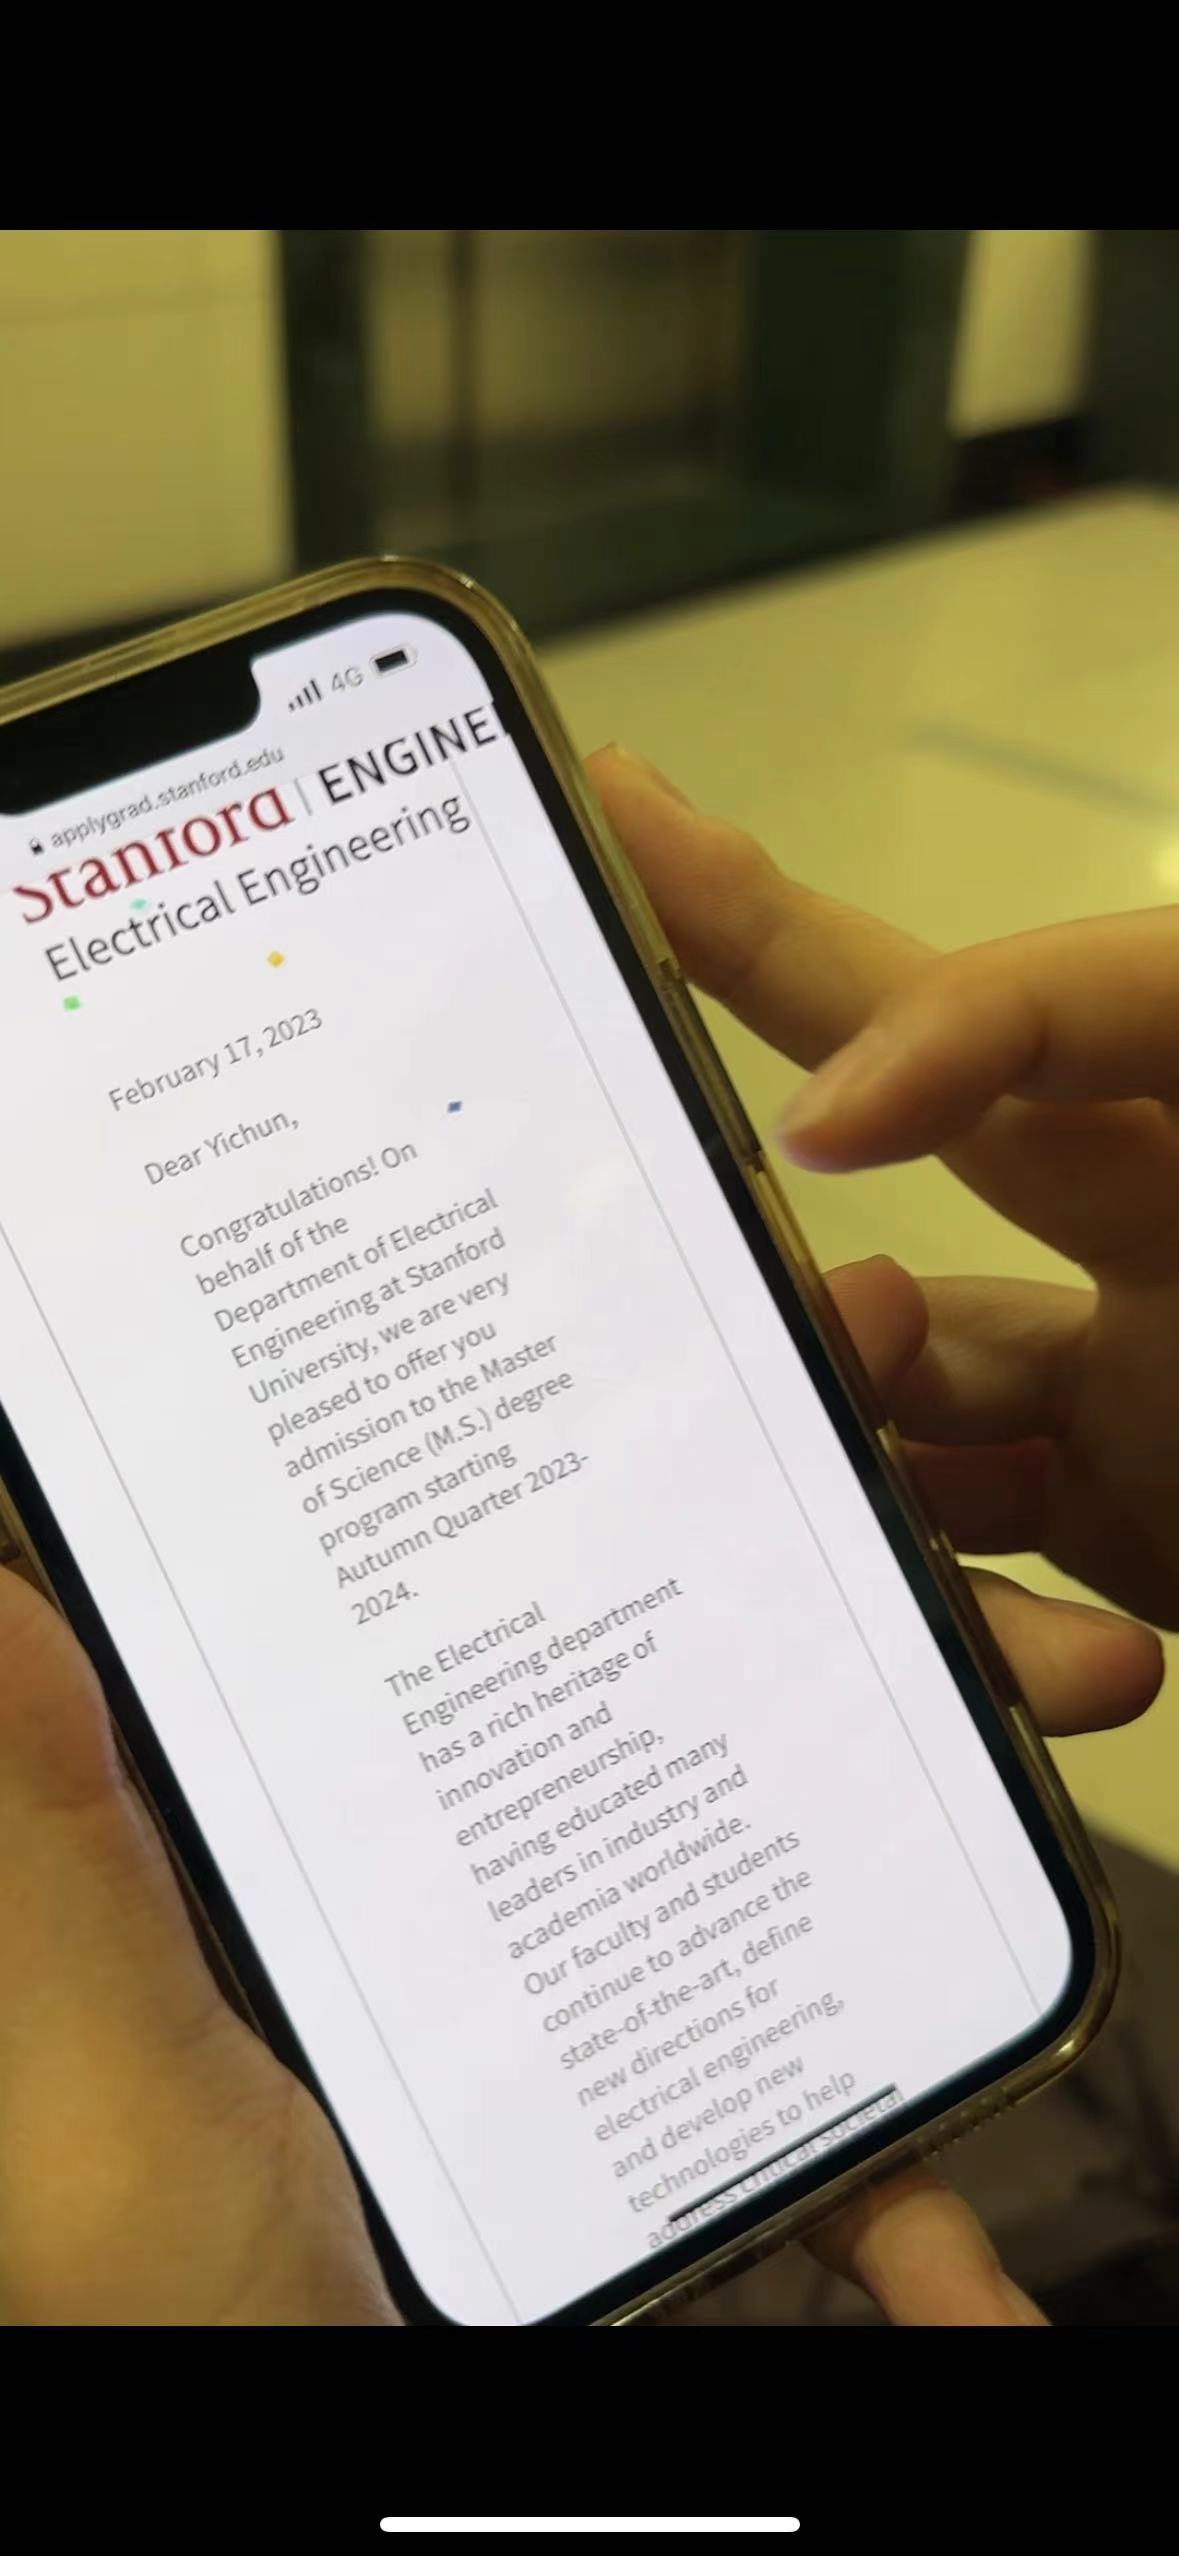 4G
applygrad.stanford.edu
Stanford | ENGINE
Electrical Engineering
February 17, 2023
Dear Yichun,
Congratulations! On
behalf of the
Department of Electrical
Engineering at Stanford
University, we are very
pleased to offer you
admission to the Master
of Science (M.S.) degree
program starting
Autumn Quarter 2023-
2024.
The Electrical
Engineering department
has a rich heritage of
innovation and
entrepreneurship,
having educated many
leaders in industry and
academia worldwide.
Our faculty and students
continue to advance the
state-of-the-art, define
new directions for
electrical engineering,
and develop new
technologies to help
address critical societal